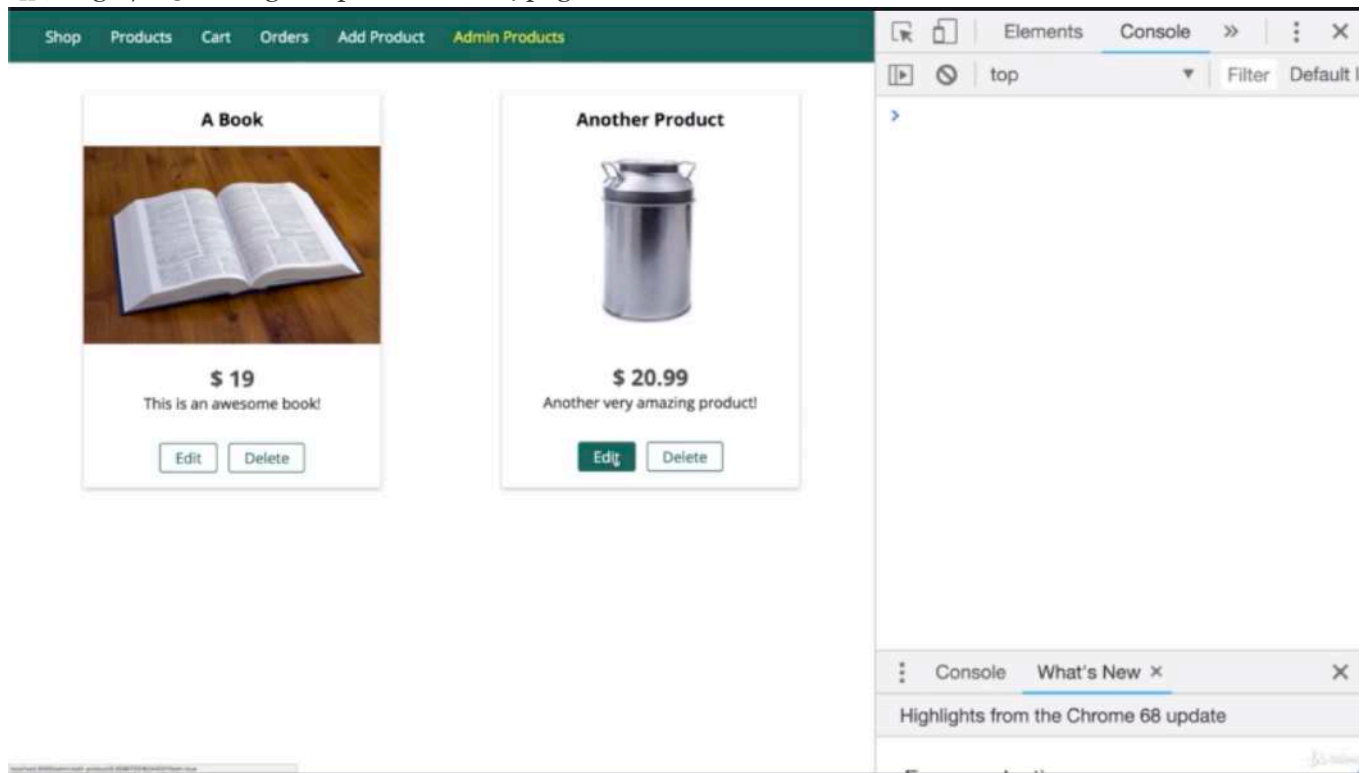 Shop Products Cart Orders Add Product Admin Products
Elements Console »
top Filter Default
A Book
Another Product
$ 19
This is an awesome book!
Edit Delete
$ 20.99
Another very amazing product!
Edit Delete
Console What's New ×
Highlights from the Chrome 68 update